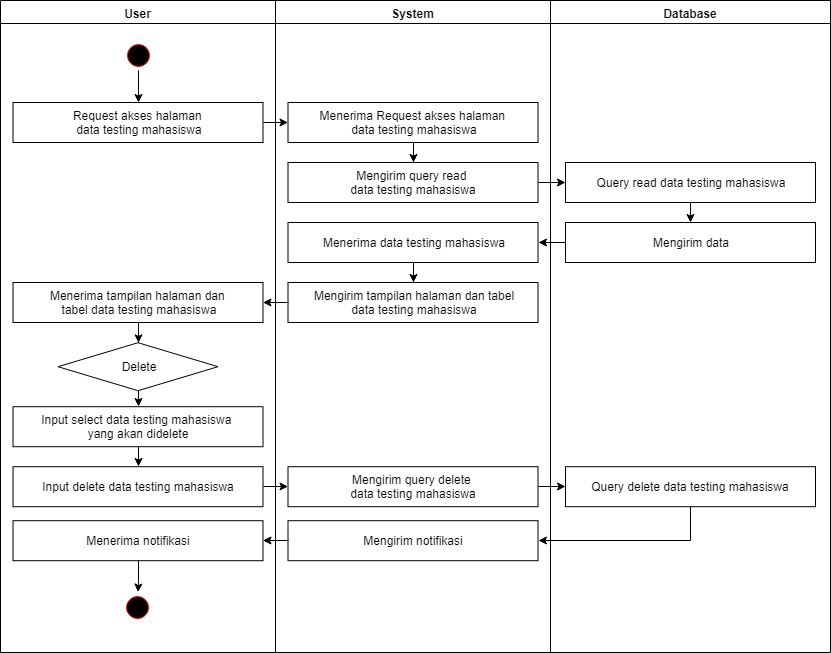 User
System
Database
Request akses halaman
data testing mahasiswa
Menerima Request akses halaman
data testing mahasiswa
Mengirim query read
data testing mahasiswa
Query read data testing mahasiswa
Menerima data testing mahasiswa
Mengirim data
Menerima tampilan halaman dan
tabel data testing mahasiswa
Mengirim tampilan halaman dan tabel
data testing mahasiswa
Delete
Input select data testing mahasiswa
yang akan didelete
Input delete data testing mahasiswa
Mengirim query delete
data testing mahasiswa
Query delete data testing mahasiswa
Menerima notifikasi
Mengirim notifikasi